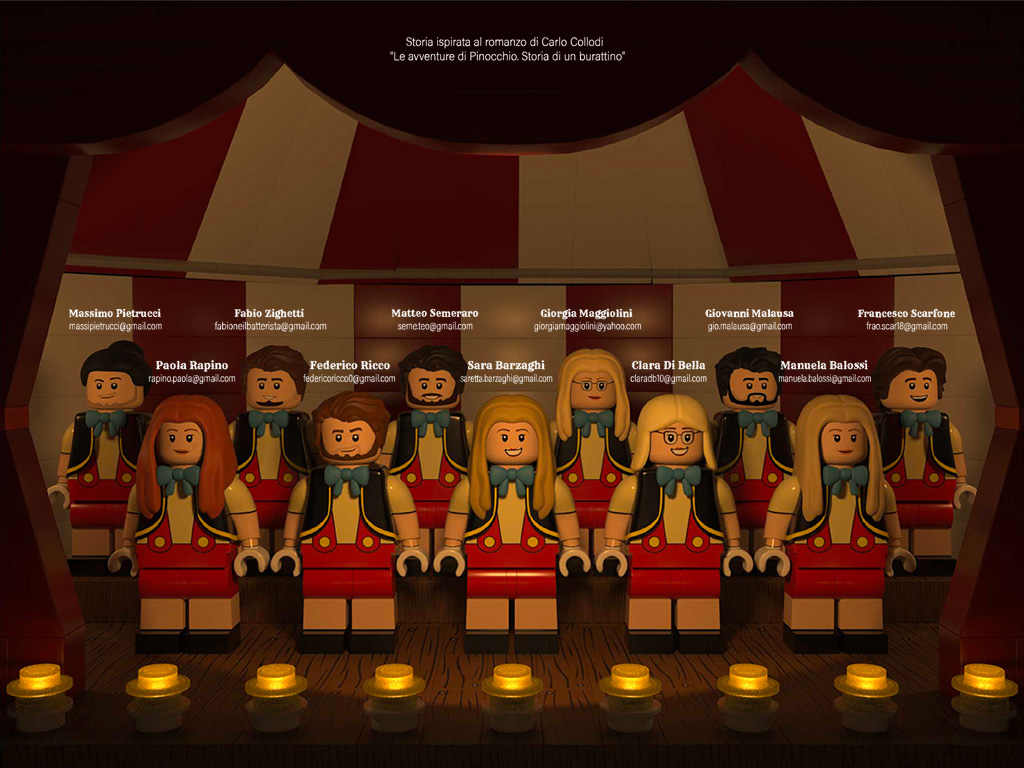 Storia ispirata al romanzo di Carlo Collodi
"Le avventure di Pinocchio. Storia di un burattino"
Massimo Pietrucci
massipietrucci@gmail.com
Fabio Zighetti
fabioneilbatterista@gmail.com
Matteo Semeraro
seme.teo@gmail.com
Giorgia Maggiolini
giorgiamaggiolini@yahoo.com
Giovanni Malausa
gio.malausa@gmail.com
Francesco Scarfone
frao.scar18@gmail.com
Paola Rapino
rapino.paola@gmail.com
Federico Ricco
federicoricco0@gmail.com
Sara Barzaghi
saretta.barzaghi@gmail.com
Clara Di Bella
claradb10@gmail.com
Manuela Balossi
manuela.balossi@gmail.com